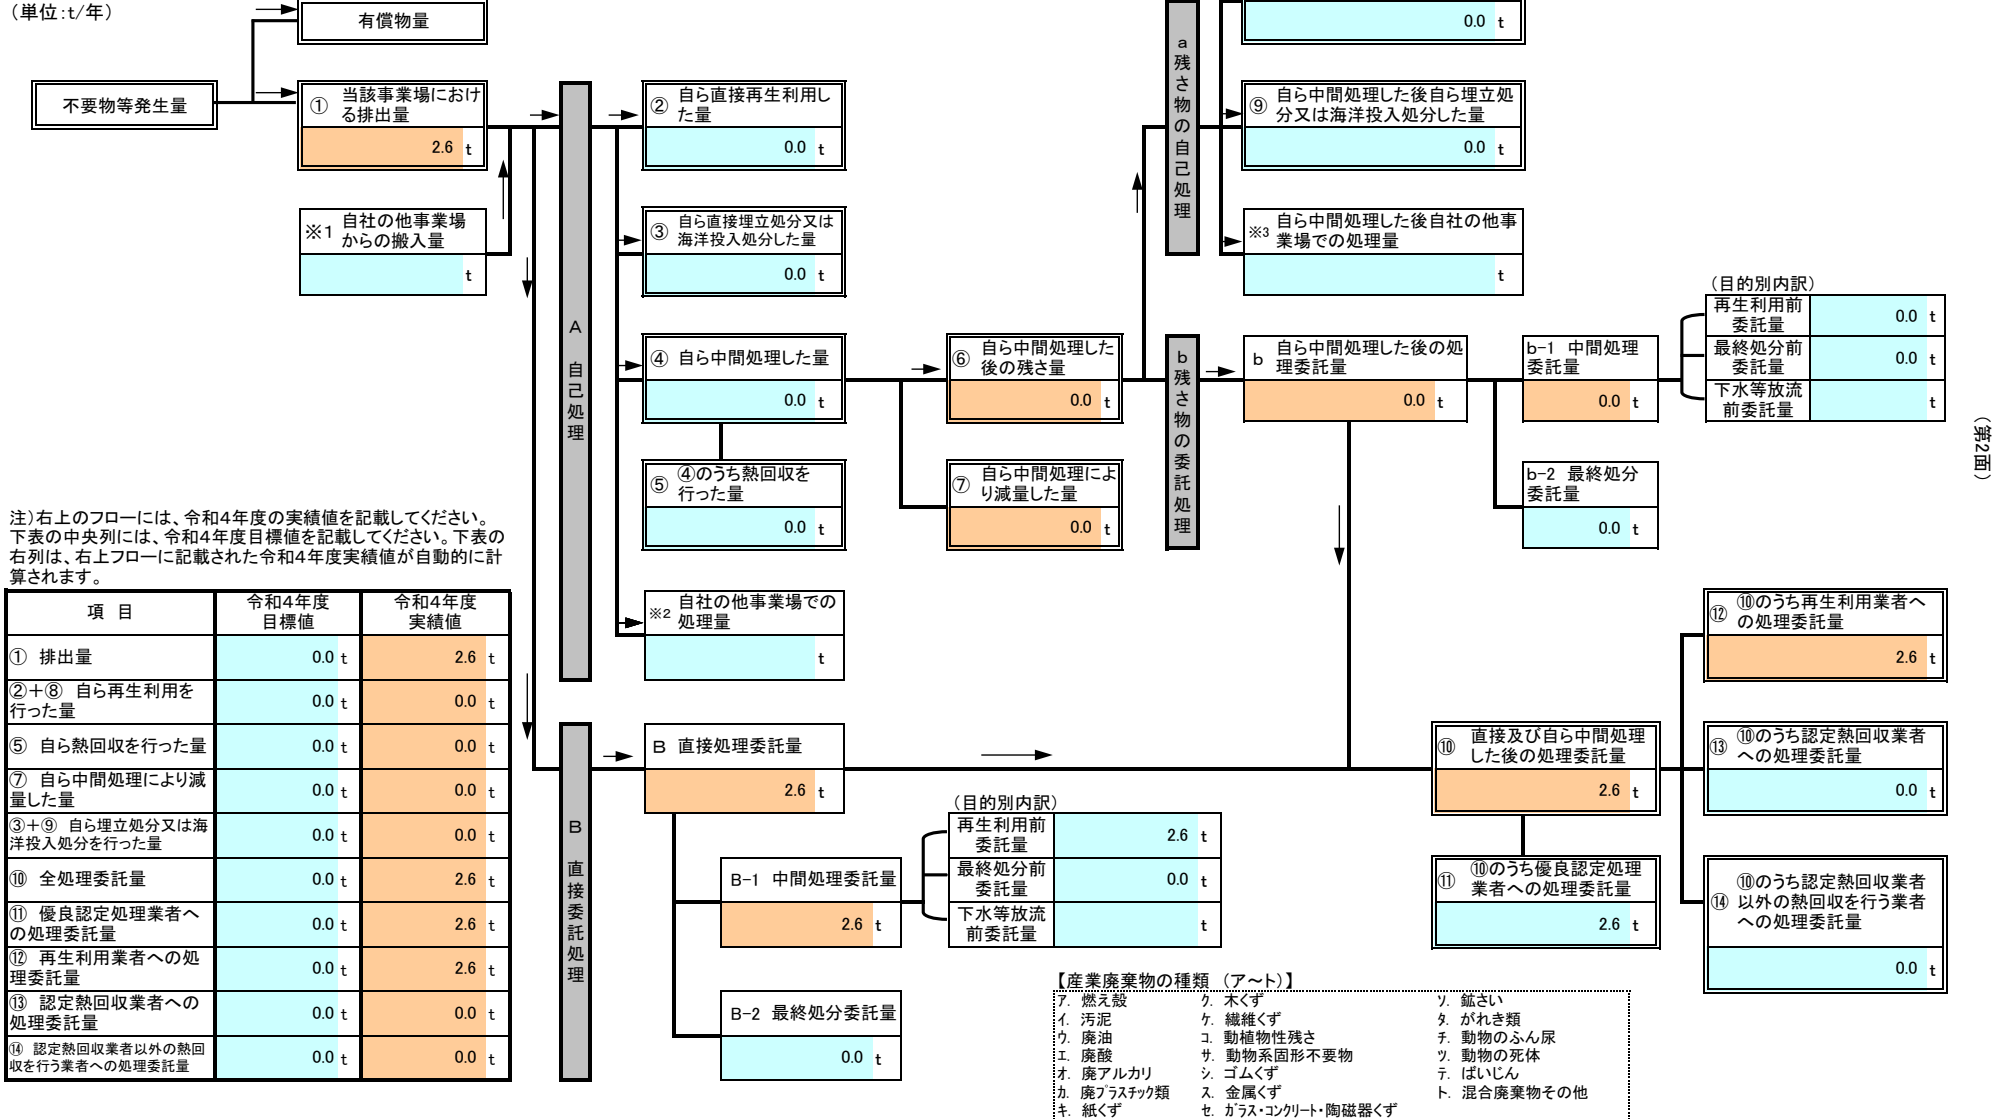 （単位：t/年）
有償物量
不要物等発生量
① 当該事業場におけ
る排出量
2.6 t
※1 自社の他事業場
からの搬入量
t
A 自己処理
② 自ら直接再生利用し
た量
0.0 t
③ 自ら直接埋立処分又は
海洋投入処分した量
0.0 t
④ 自ら中間処理した量
0.0 t
⑤ ④のうち熱回収を
行った量
0.0 t
※2 自社の他事業場での
処理量
t
⑥ 自ら中間処理した
後の残さ量
0.0 t
⑦ 自ら中間処理によ
り減量した量
0.0 t
a 残さ物の自己処理
0.0 t
⑨ 自ら中間処理した後自ら埋立処
分又は海洋投入処分した量
0.0 t
※3 自ら中間処理した後自社の他事
業場での処理量
t
b 残さ物の委託処理
b 自ら中間処理した後の処
理委託量
0.0 t
b-1 中間処理
委託量
0.0 t
b-2 最終処分
委託量
0.0 t
（目的別内訳）
再生利用前
委託量
0.0 t
最終処分前
委託量
0.0 t
下水等放流
前委託量
t
（第2面）
注）右上のフローには、令和４年度の実績値を記載してください。
下表の中央列には、令和４年度目標値を記載してください。下表の
右列は、右上フローに記載された令和４年度実績値が自動的に計
算されます。
項 目 令和４年度
目標値 令和４年度
実績値
① 排出量 0.0 t 2.6 t
②＋⑧ 自ら再生利用を
行った量 0.0 t 0.0 t
⑤ 自ら熱回収を行った量 0.0 t 0.0 t
⑦ 自ら中間処理により減
量した量 0.0 t 0.0 t
③＋⑨ 自ら埋立処分又は海
洋投入処分を行った量 0.0 t 0.0 t
⑩ 全処理委託量 0.0 t 2.6 t
⑪ 優良認定処理業者へ
の処理委託量 0.0 t 2.6 t
⑫ 再生利用業者への処
理委託量 0.0 t 2.6 t
⑬ 認定熱回収業者への
処理委託量 0.0 t 0.0 t
⑭ 認定熱回収業者以外の熱回
収を行う業者への処理委託量 0.0 t 0.0 t
B 直接委託処理
B 直接処理委託量
2.6 t
B-1 中間処理委託量
2.6 t
B-2 最終処分委託量
0.0 t
（目的別内訳）
再生利用前
委託量
2.6 t
最終処分前
委託量
0.0 t
下水等放流
前委託量
t
⑩ 直接及び自ら中間処理
した後の処理委託量
2.6 t
⑪ ⑩のうち優良認定処理
業者への処理委託量
2.6 t
⑫ ⑩のうち再生利用業者へ
の処理委託量
2.6 t
⑬ ⑩のうち認定熱回収業者
への処理委託量
0.0 t
⑭ ⑩のうち認定熱回収業者
以外の熱回収を行う業者
への処理委託量
0.0 t
【産業廃棄物の種類 （ア～ト）】
ア. 燃え殻 ク. 木くず ソ. 鉱さい
イ. 汚泥 ケ. 繊維くず タ. がれき類
ウ. 廃油 コ. 動植物性残さ チ. 動物のふん尿
エ. 廃酸 サ. 動物系固形不要物 ツ. 動物の死体
オ. 廃アルカリ シ. ゴムくず テ. ばいじん
カ. 廃プラスチック類 ス. 金属くず ト. 混合廃棄物その他
キ. 紙くず セ. ガラス・コンクリート・陶磁器くず